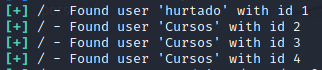 [+] / - Found user 'hurtado' with id 1
[+] / - Found user 'Cursos' with id 2
[+] / - Found user 'Cursos' with id 3
[+] / - Found user 'Cursos' with id 4